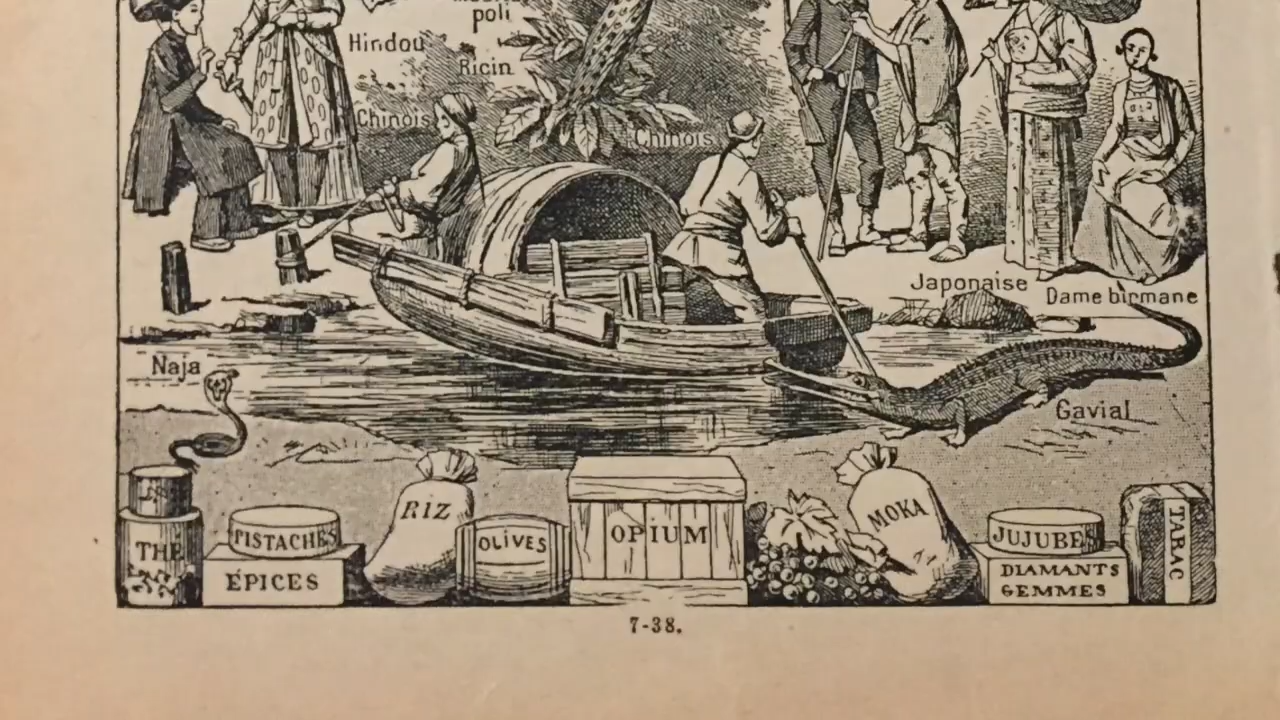 poli
Hindou
Ricin
Chinois
Chinois
Japonaise
Dame birmane
Naja
Gavial
THÉ
PISTACHES
ÉPICES
RIZ
OLIVES
OPIUM
MOKA
JUJUBES
DIAMANTS
GEMMES
TABAC
7-38.